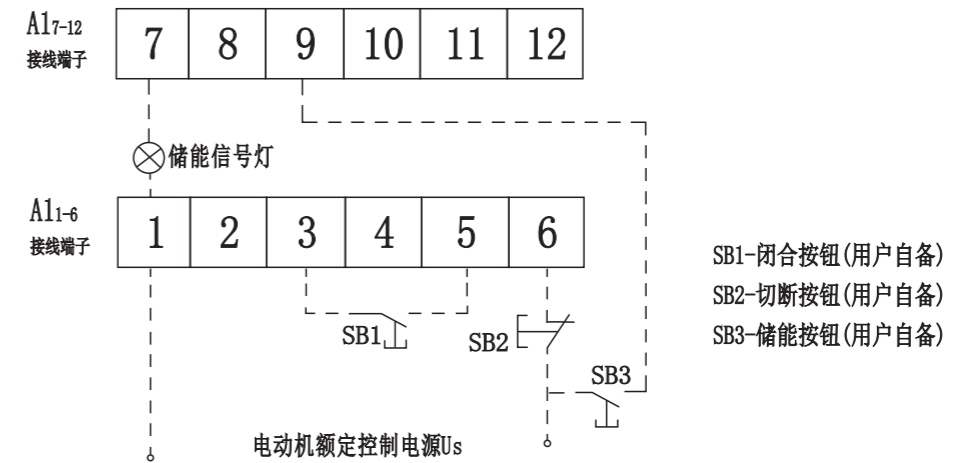 A17-12
接线端子
7 8 9 10 11 12
储能信号灯
A11-6
接线端子
1 2 3 4 5 6
SB1-闭合按钮(用户自备)
SB2-切断按钮(用户自备)
SB3-储能按钮(用户自备)
SB1
SB2
SB3
电动机额定控制电源Us